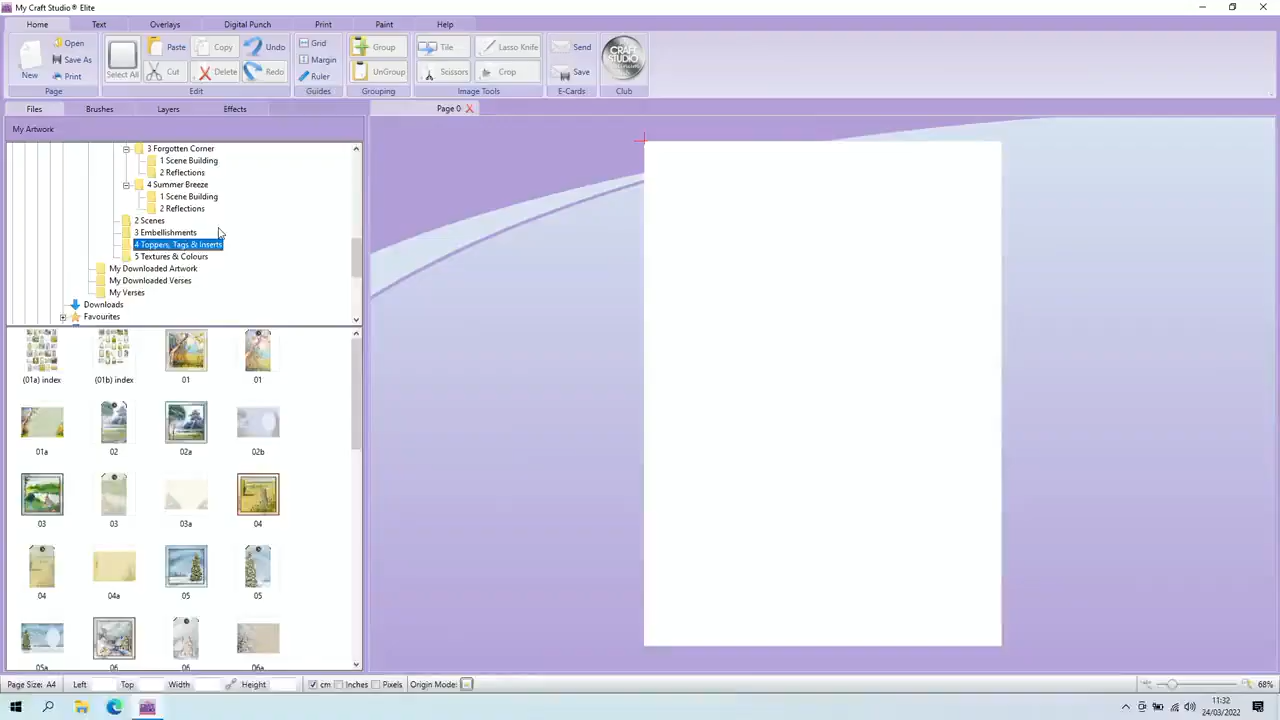 My Craft Studio® Elite
Home Text Overlays Digital Punch Print Paint Help
New Open Save As Print Page
Select All Paste Copy Undo Cut Delete Redo Edit
Grid Margin Ruler Guides
Group UnGroup Grouping
Tile Lasso Knife Scissors Crop Image Tools
Send Save E-Cards
CRAFT STUDIO Club
Files Brushes Layers Effects
Page 0
My Artwork
3 Forgotten Corner
1 Scene Building
2 Reflections
4 Summer Breeze
1 Scene Building
2 Reflections
2 Scenes
3 Embellishments
4 Toppers, Tags & Inserts
5 Textures & Colours
My Downloaded Artwork
My Downloaded Verses
My Verses
Downloads
Favourites
(01a) index (01b) index 01 01
01a 02 02a 02b
03 03 03a 04
04 04a 05 05
05a 06 06 06a
Page Size: A4 Left Top Width Height cm Inches Pixels Origin Mode: 68%
11:32
24/03/2022